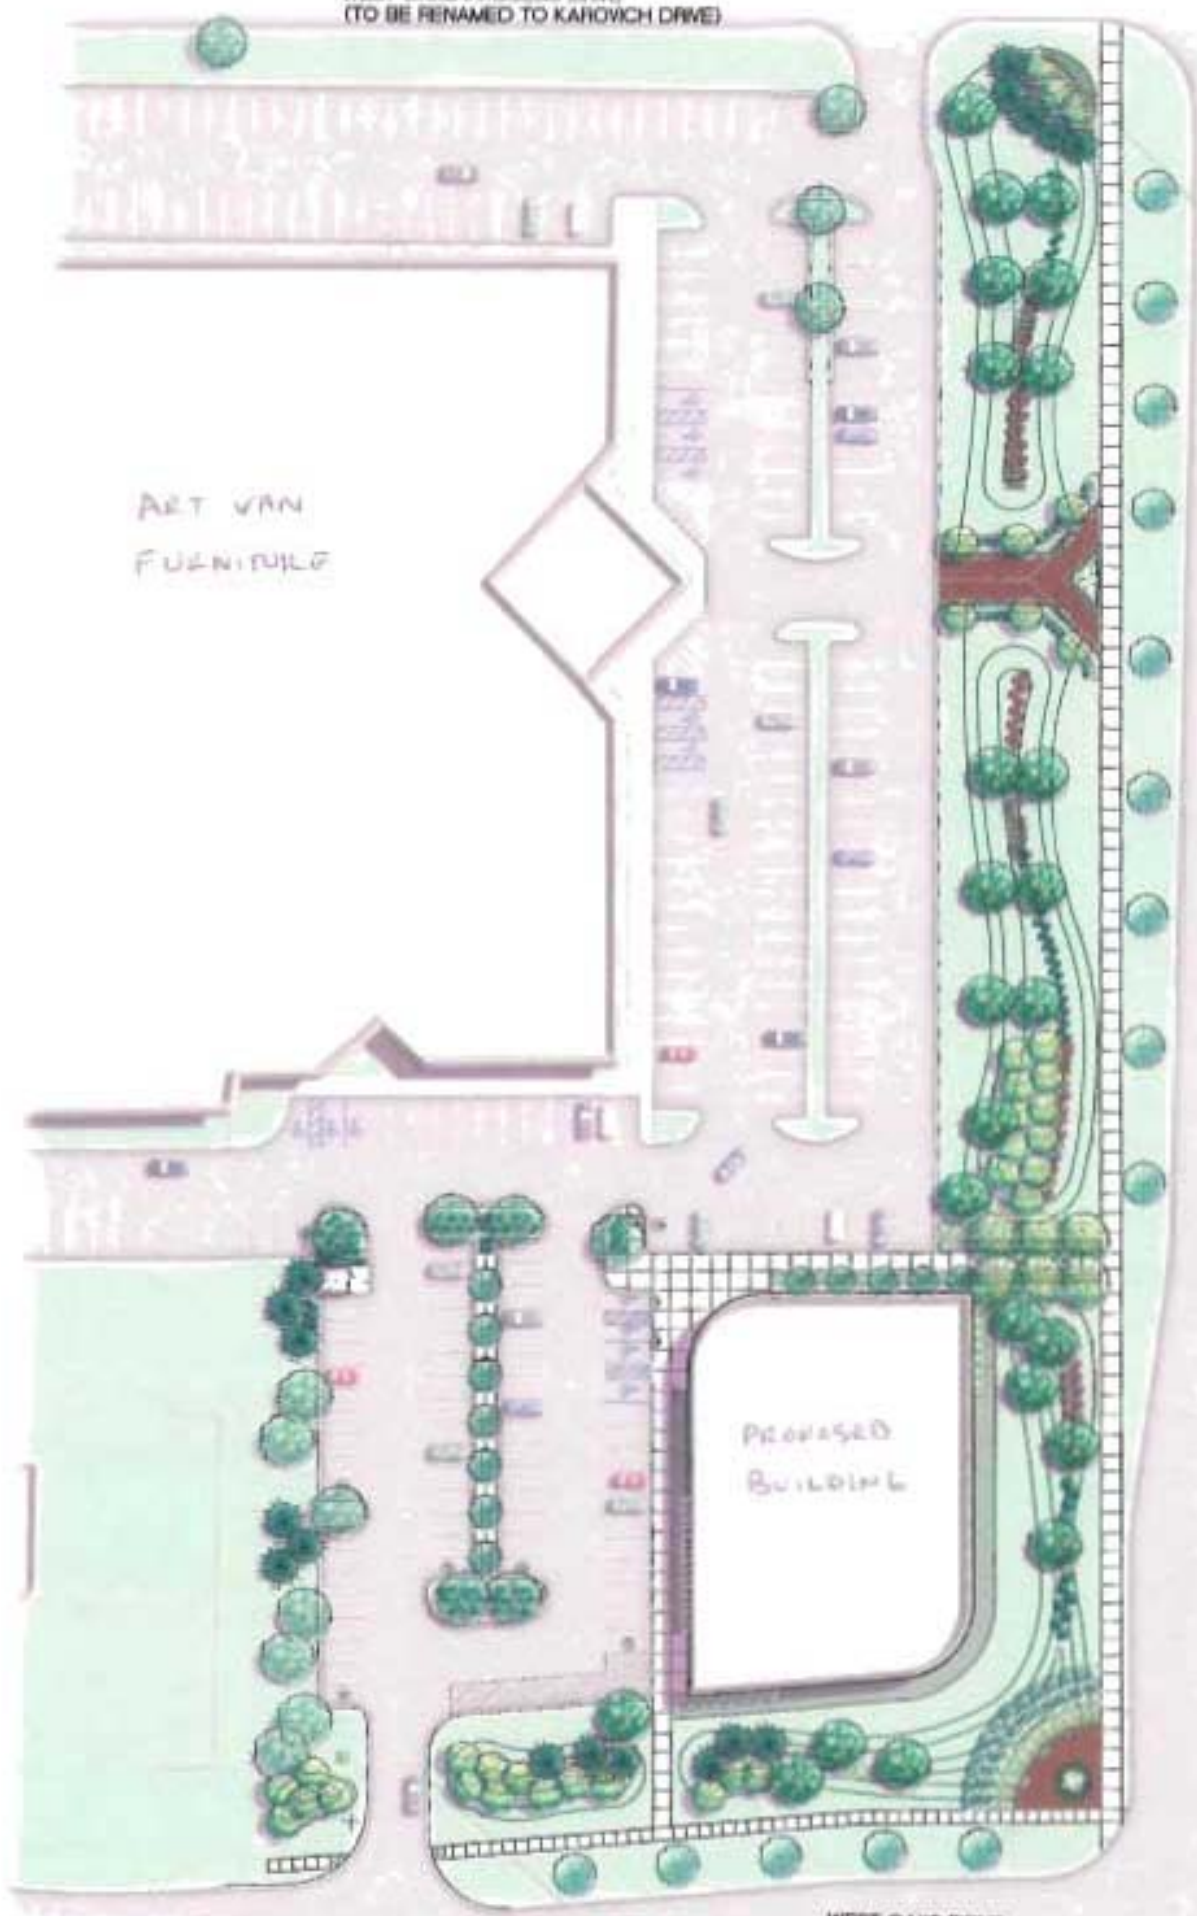 (TO BE RENAMED TO KAROVICH DRIVE)
ART VAN
FURNITURE
PROPOSED
BUILDING